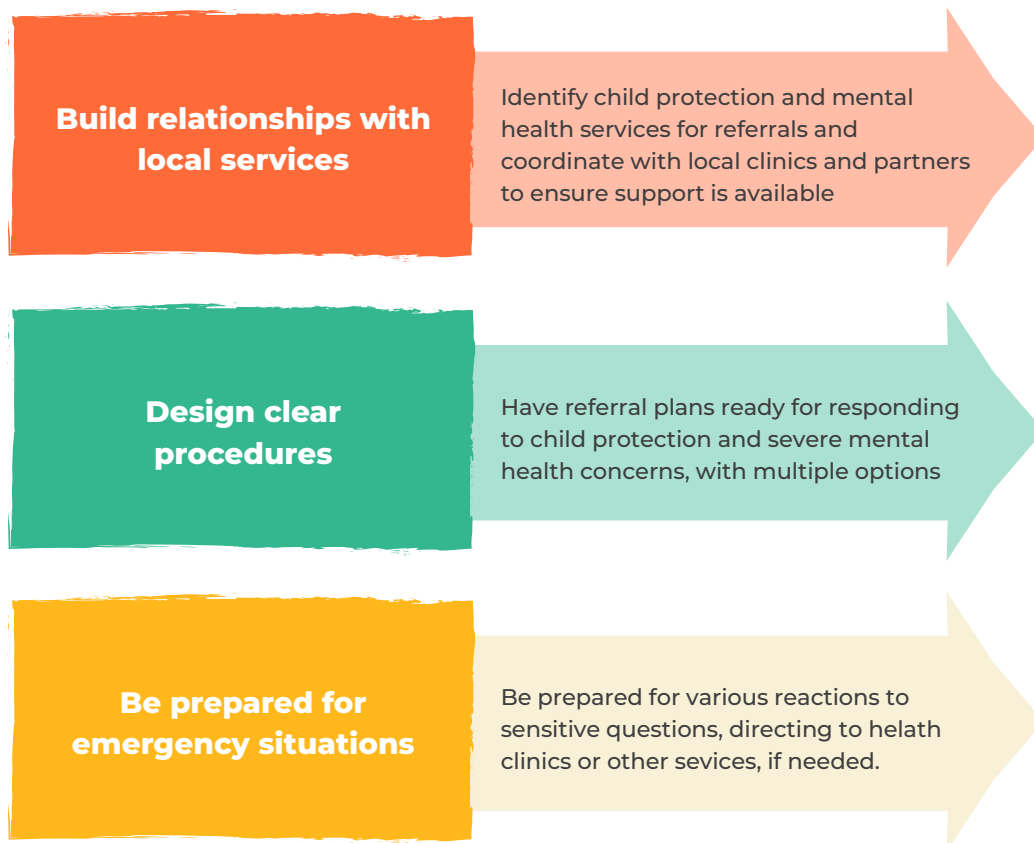 Build relationships with
local services
Identify child protection and mental
health services for referrals and
coordinate with local clinics and partners
to ensure support is available
Design clear
procedures
Have referral plans ready for responding
to child protection and severe mental
health concerns, with multiple options
Be prepared for
emergency situations
Be prepared for various reactions to
sensitive questions, directing to helath
clinics or other sevices, if needed.